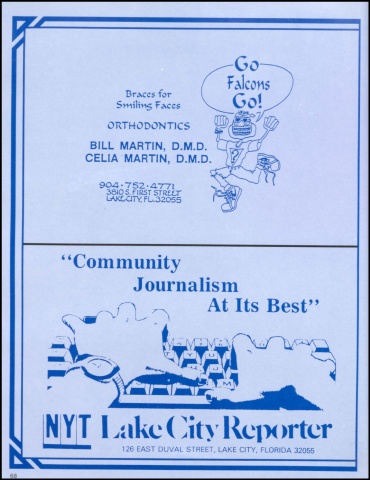 Go
Falcons
Go!
Braces for
Smiling Faces
ORTHODONTICS
BILL MARTIN, D.M.D.
CELIA MARTIN, D.M.D.
904-752-4771
3810 S. FIRST STREET
LAKE CITY, FL. 32055
"Community
Journalism
At Its Best"
NYT Lake City Reporter
126 EAST DUVAL STREET, LAKE CITY, FLORIDA 32055
68